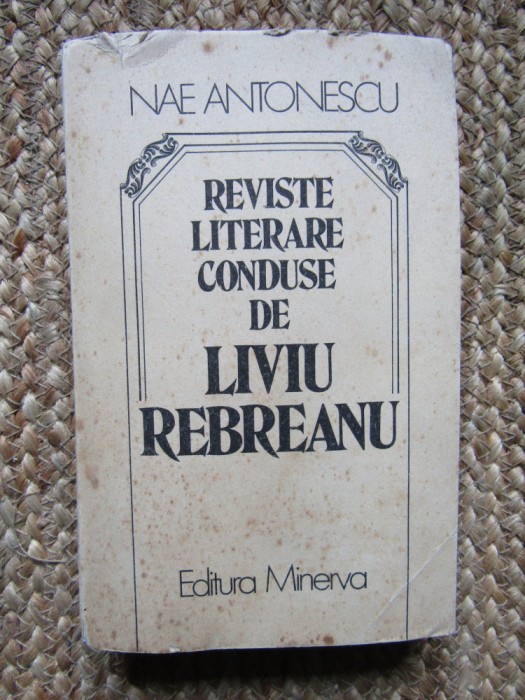 NAE ANTONESCU
REVISTE
LITERARE
CONDUSE
DE
LIVIU
REBREANU
Editura Minerva